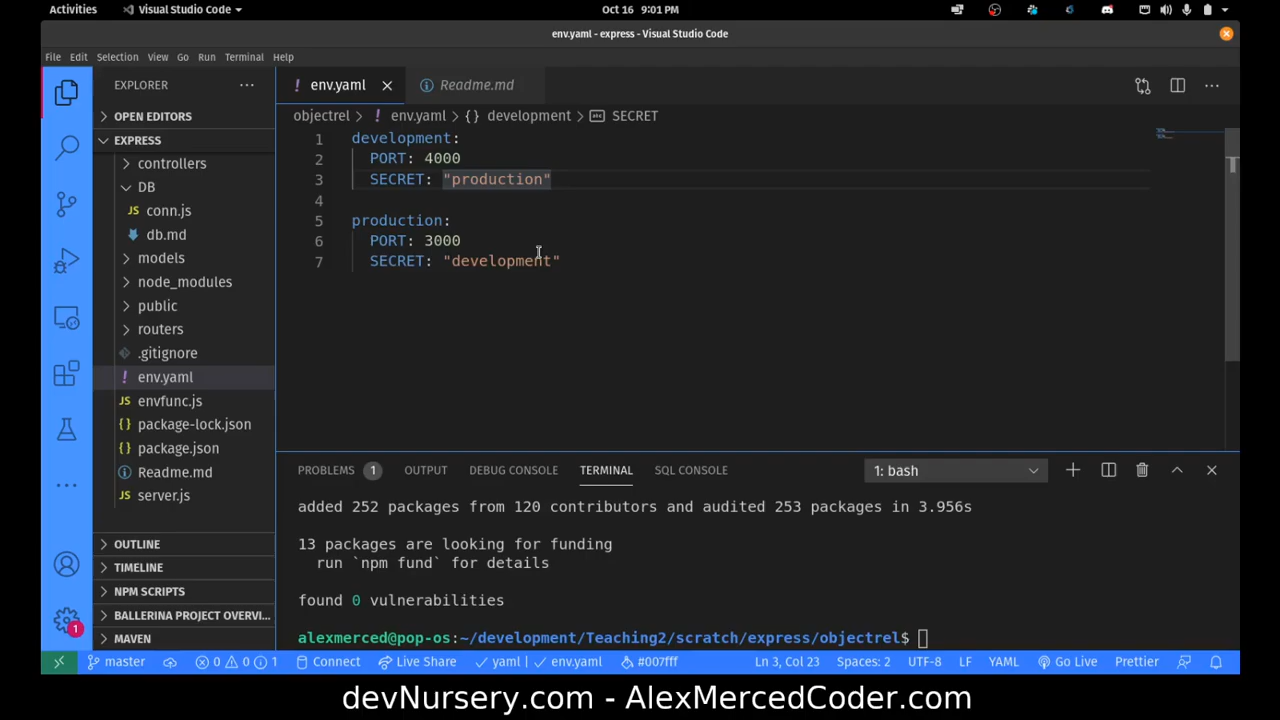 Activities Visual Studio Code Oct 16 9:01 PM
env.yaml - express - Visual Studio Code
File Edit Selection View Go Run Terminal Help
EXPLORER
OPEN EDITORS
EXPRESS
controllers
DB
conn.js
db.md
models
node_modules
public
routers
.gitignore
env.yaml
envfunc.js
package-lock.json
package.json
Readme.md
server.js
OUTLINE
TIMELINE
NPM SCRIPTS
BALLERINA PROJECT OVERVI...
MAVEN
1
env.yaml Readme.md
objectrel > env.yaml > {} development > SECRET
1 development:
2 PORT: 4000
3 SECRET: "production"
4
5 production:
6 PORT: 3000
7 SECRET: "development"
PROBLEMS 1 OUTPUT DEBUG CONSOLE TERMINAL SQL CONSOLE 1: bash
added 252 packages from 120 contributors and audited 253 packages in 3.956s
13 packages are looking for funding
run `npm fund` for details
found 0 vulnerabilities
alexmerced@pop-os:~/development/Teaching2/scratch/express/objectrel$
master 0 0 1 Connect Live Share yaml | env.yaml #007fff Ln 3, Col 23 Spaces: 2 UTF-8 LF YAML Go Live Prettier
devNursery.com - AlexMercedCoder.com